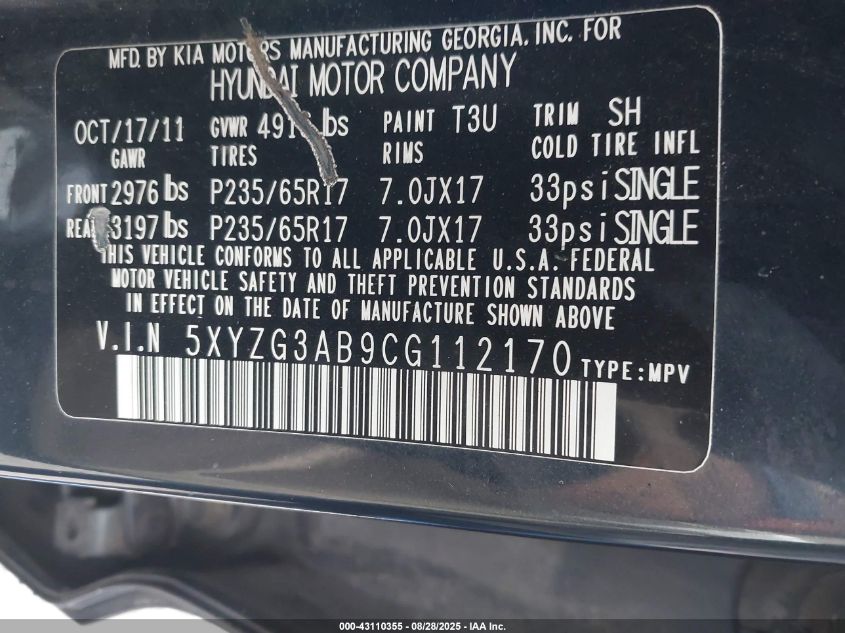 MFD. BY KIA MOTORS MANUFACTURING GEORGIA, INC. FOR
HYUNDAI MOTOR COMPANY
OCT/17/11 GVWR lbs PAINT T3U TRIM SH
GAWR TIRES RIMS COLD TIRE INFL
FRONT 2976 lbs P235/65R17 7.0JX17 33psi SINGLE
REAR 3197 lbs P235/65R17 7.0JX17 33psi SINGLE
THIS VEHICLE CONFORMS TO ALL APPLICABLE U.S.A. FEDERAL
MOTOR VEHICLE SAFETY AND THEFT PREVENTION STANDARDS
IN EFFECT ON THE DATE OF MANUFACTURE SHOWN ABOVE
V.I.N 5XYZG3AB9CG112170 TYPE:MPV
000-43110355 - 08/28/2025 - IAA Inc.